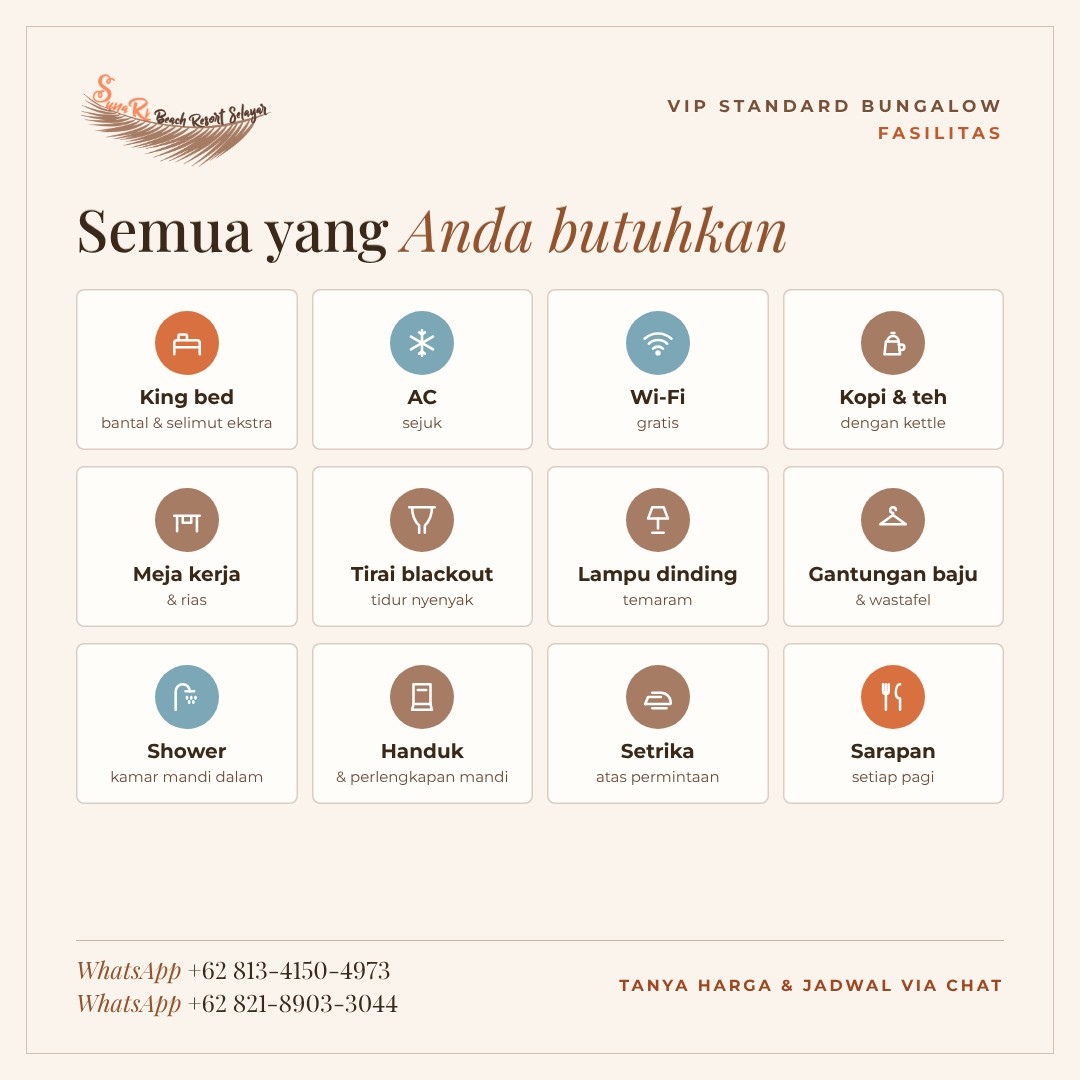 Suna Ri Beach Resort Selayar
VIP STANDARD BUNGALOW
FASILITAS
Semua yang Anda butuhkan
King bed
bantal & selimut ekstra
AC
sejuk
Wi-Fi
gratis
Kopi & teh
dengan kettle
Meja kerja
& rias
Tirai blackout
tidur nyenyak
Lampu dinding
temaram
Gantungan baju
& wastafel
Shower
kamar mandi dalam
Handuk
& perlengkapan mandi
Setrika
atas permintaan
Sarapan
setiap pagi
WhatsApp +62 813-4150-4973
WhatsApp +62 821-8903-3044
TANYA HARGA & JADWAL VIA CHAT